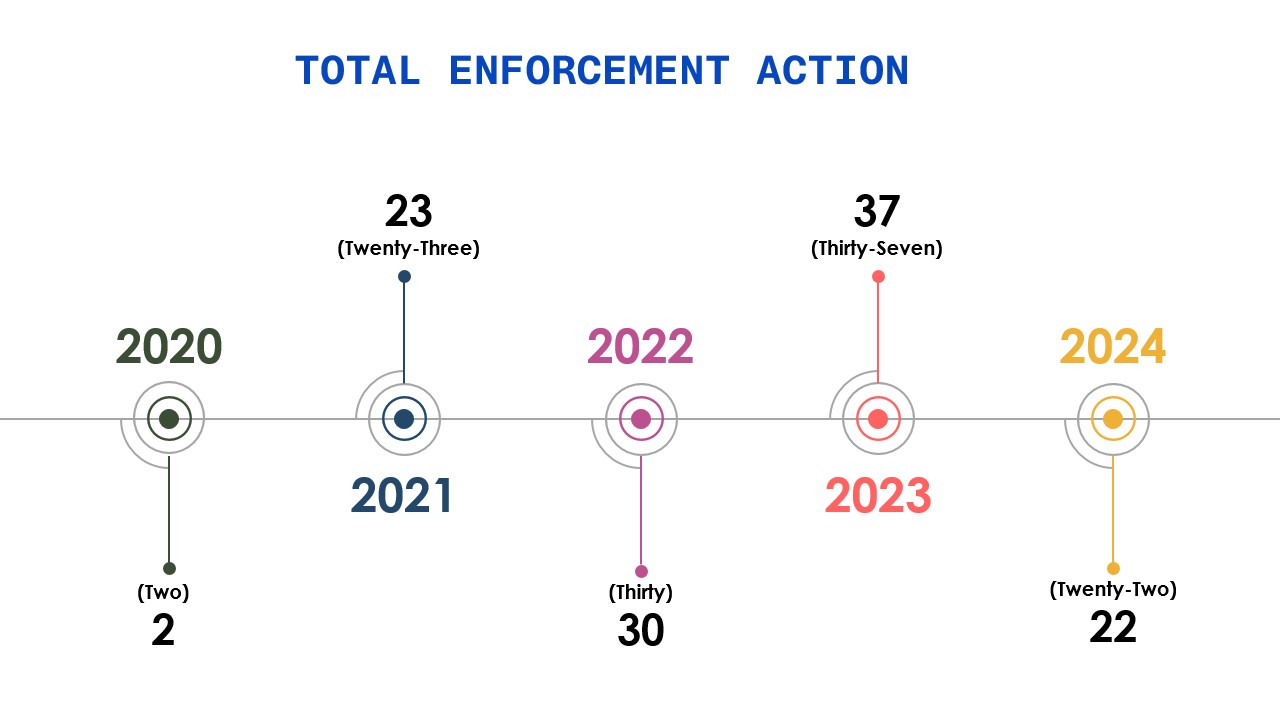 TOTAL ENFORCEMENT ACTION
23
(Twenty-Three)
37
(Thirty-Seven)
2020
2022
2024
2021
2023
(Two)
2
(Thirty)
30
(Twenty-Two)
22